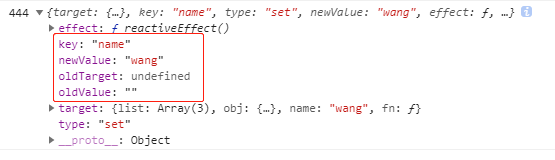 444 ▼ {target: {…}, key: "name", type: "set", newValue: "wang", effect: ƒ, …} i
▶ effect: ƒ reactiveEffect()
key: "name"
newValue: "wang"
oldTarget: undefined
oldValue: ""
▶ target: {list: Array(3), obj: {…}, name: "wang", fn: ƒ}
type: "set"
▶ __proto__: Object